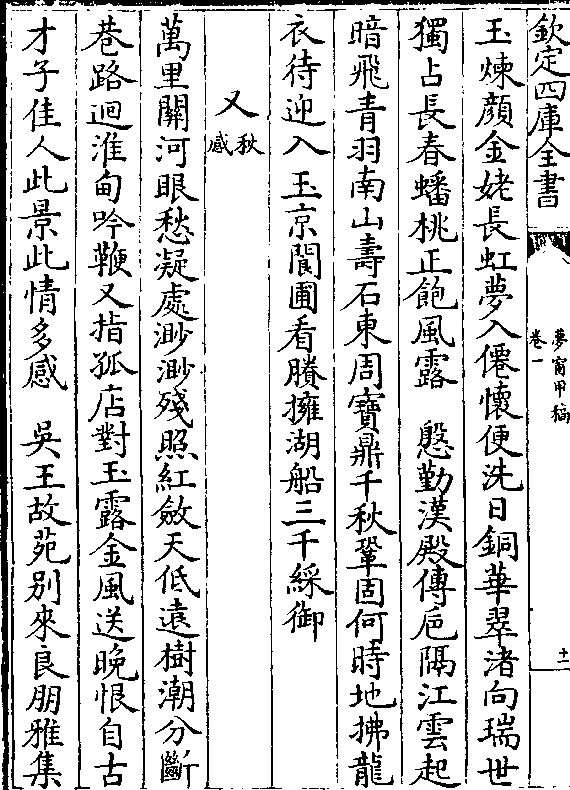 欽定四庫全書
夢窗甲稿
卷一
十二
玉煉顔金姥長虹夢入僊懷便洗日銅華翠渚向瑞世
獨占長春蟠桃正飽風露　慇勤漢殿傳巵隔江雲起
暗飛青羽南山壽石東周寶鼎千秋鞏固何時地拂龍
衣待迎入玉京閬圃看賸擁湖船三千綵御
又秋感
萬里關河眼愁凝處渺渺殘照紅斂天低遠樹潮分斷
巷路迴淮甸吟鞭又指孤店對玉露金風送晚恨自古
才子佳人此景此情多感　吳王故苑别來良朋雅集